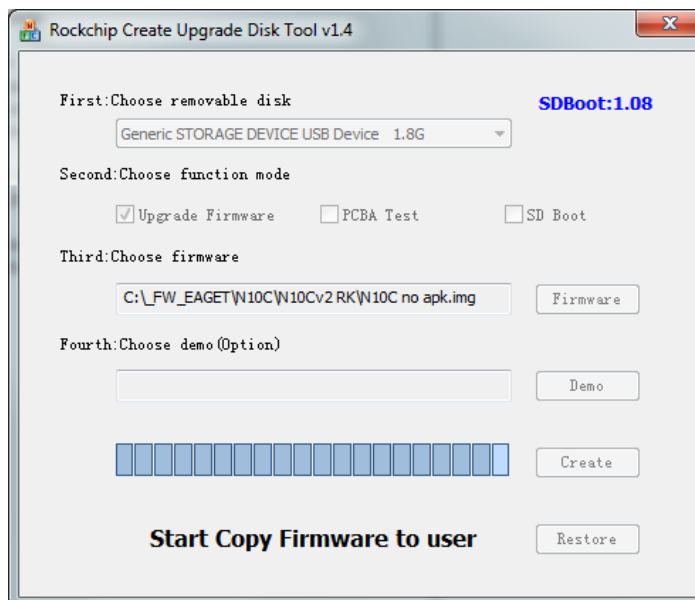 Rockchip Create Upgrade Disk Tool v1.4
First:Choose removable disk
SDBoot:1.08
Generic STORAGE DEVICE USB Device 1.8G
Second:Choose function mode
Upgrade Firmware PCBA Test SD Boot
Third:Choose firmware
C:\_FW_EAGET\N10C\N10Cv2 RK\N10C no apk.img Firmware
Fourth:Choose demo(Option)
Demo
Create
Start Copy Firmware to user Restore